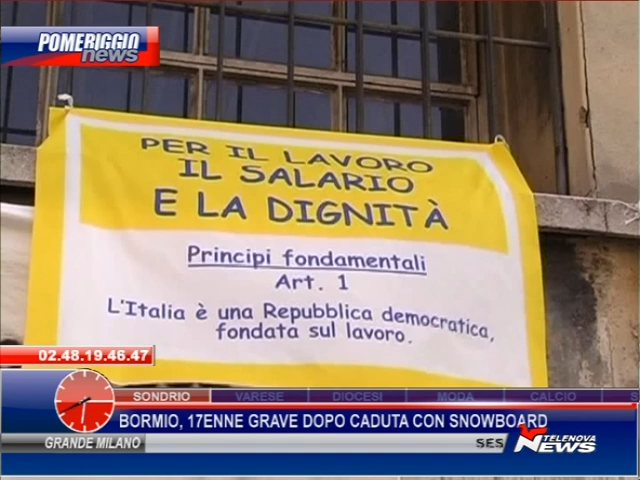 POMERIGGIO
news
PER IL LAVORO
IL SALARIO
E LA DIGNITÀ
Principi fondamentali
Art. 1
L'Italia è una Repubblica democratica,
fondata sul lavoro.
02.48.19.46.47
SONDRIO VARESE DIOCESI MODA CALCIO S
BORMIO, 17ENNE GRAVE DOPO CADUTA CON SNOWBOARD
GRANDE MILANO SES TELENOVA
NEWS